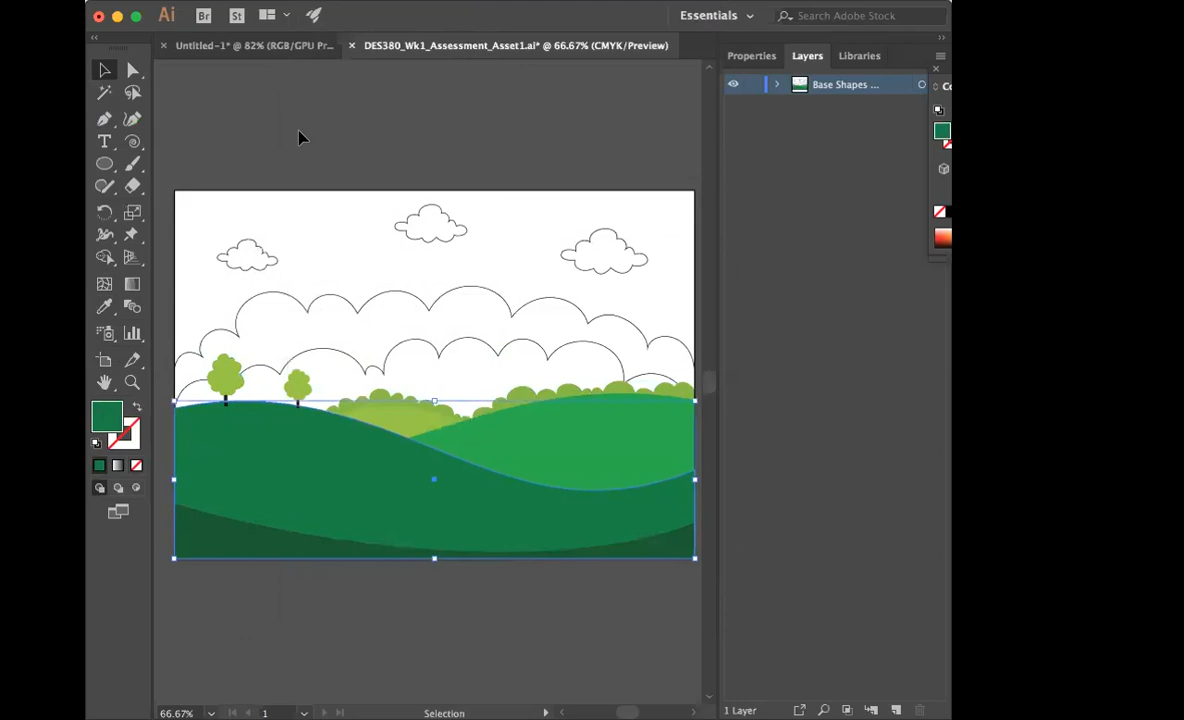 Ai Br St Essentials Search Adobe Stock
Untitled-1* @ 82% (RGB/GPU Pr... DES380_Wk1_Assessment_Asset1.ai* @ 66.67% (CMYK/Preview)
Properties Layers Libraries
Base Shapes ...
66.67% 1 Selection 1 Layer